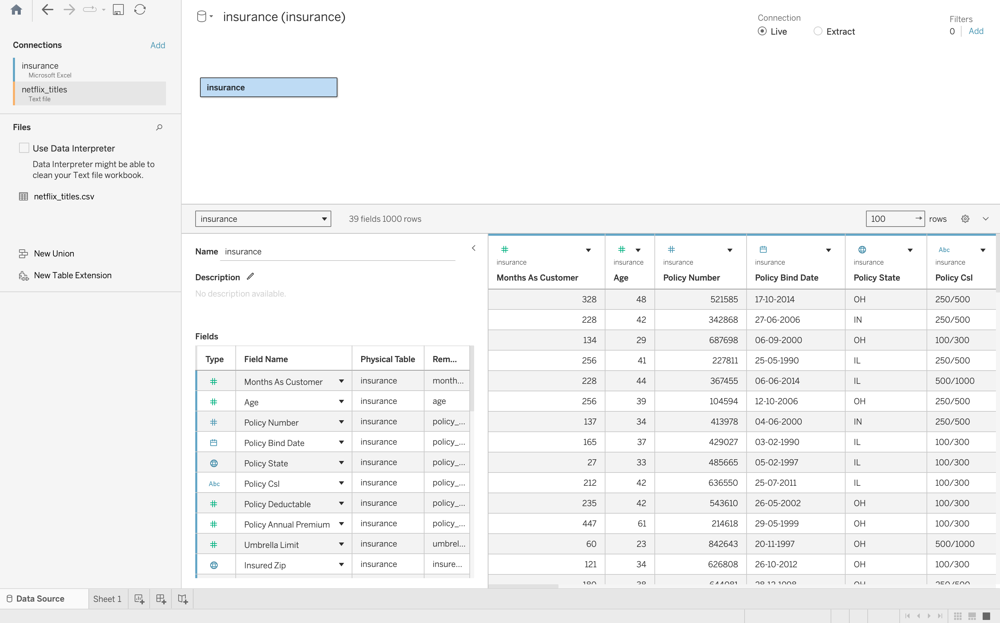 insurance (insurance)
Connection
Live
Extract
Filters
0
Add
Connections
Add
insurance
Microsoft Excel
netflix_titles
Text file
insurance
Files
Use Data Interpreter
Data Interpreter might be able to
clean your Text file workbook.
netflix_titles.csv
New Union
New Table Extension
insurance
39 fields 1000 rows
100
rows
Name insurance
Description
No description available.
Fields
Type Field Name Physical Table Rem...
Months As Customer insurance month...
Age insurance age
Policy Number insurance policy_...
Policy Bind Date insurance policy_...
Policy State insurance policy_...
Abc Policy Csl insurance policy_...
Policy Deductable insurance policy_...
Policy Annual Premium insurance policy_...
Umbrella Limit insurance umbrel...
Insured Zip insurance insure...
Abc
insurance insurance insurance insurance insurance insurance
Months As Customer Age Policy Number Policy Bind Date Policy State Policy Csl
328 48 521585 17-10-2014 OH 250/500
228 42 342868 27-06-2006 IN 250/500
134 29 687698 06-09-2000 OH 100/300
256 41 227811 25-05-1990 IL 250/500
228 44 367455 06-06-2014 IL 500/1000
256 39 104594 12-10-2006 OH 250/500
137 34 413978 04-06-2000 IN 250/500
165 37 429027 03-02-1990 IL 100/300
27 33 485665 05-02-1997 IL 100/300
212 42 636550 25-07-2011 IL 100/300
235 42 543610 26-05-2002 OH 100/300
447 61 214618 29-05-1999 OH 100/300
60 23 842643 20-11-1997 OH 500/1000
121 34 626808 26-10-2012 OH 100/300
180 38 644081 28-12-1998 OH 250/500
Data Source
Sheet 1